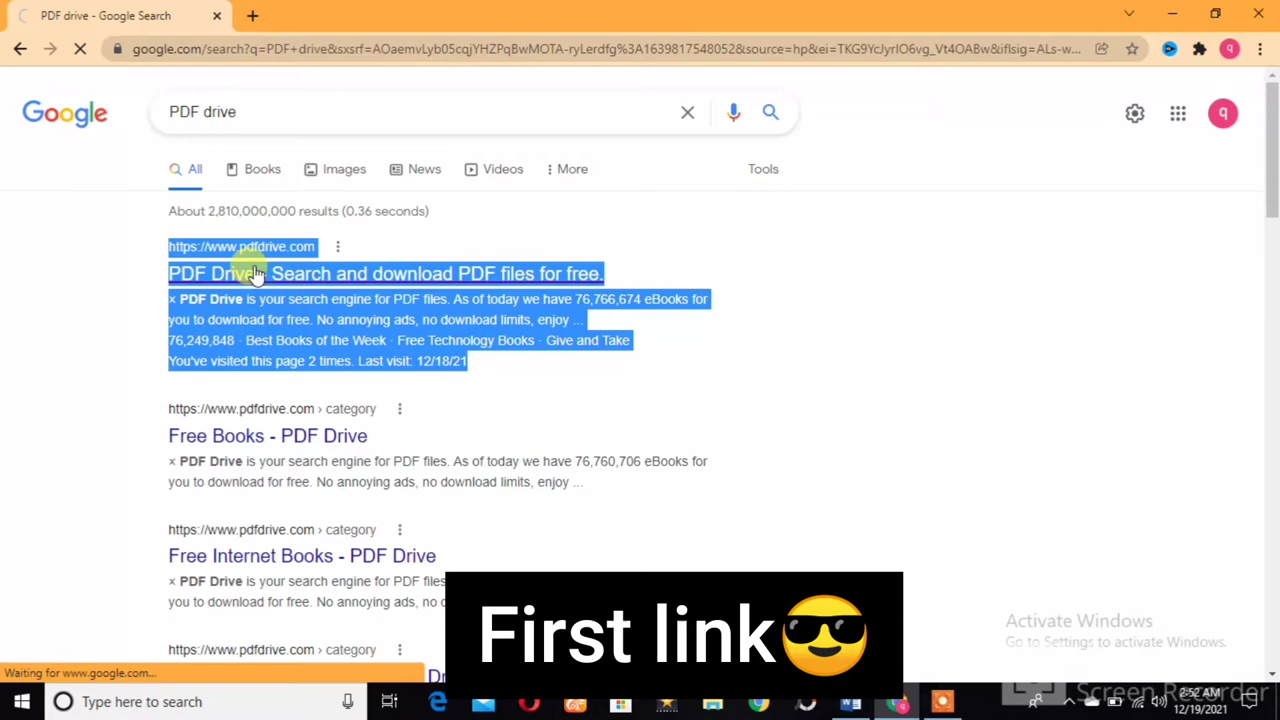 PDF drive - Google Search
google.com/search?q=PDF+drive&sxsrf=AOaemvLyb05cqjYHZPqBwMOTA-ryLerdfg%3A1639817548052&source=hp&ei=TKG9YcJyrIO6vg_Vt4OABw&iflsig=ALs-w...
q
Google
PDF drive
q
All
Books
Images
News
Videos
More
Tools
About 2,810,000,000 results (0.36 seconds)
https://www.pdfdrive.com
PDF Drive - Search and download PDF files for free.
× PDF Drive is your search engine for PDF files. As of today we have 76,766,674 eBooks for
you to download for free. No annoying ads, no download limits, enjoy ...
76,249,848 · Best Books of the Week · Free Technology Books · Give and Take
You've visited this page 2 times. Last visit: 12/18/21
https://www.pdfdrive.com › category
Free Books - PDF Drive
× PDF Drive is your search engine for PDF files. As of today we have 76,760,706 eBooks for
you to download for free. No annoying ads, no download limits, enjoy ...
https://www.pdfdrive.com › category
Free Internet Books - PDF Drive
× PDF Drive is your search engine for PDF files
you to download for free. No annoying ads, no
https://www.pdfdrive.com › category
First link😎
Activate Windows
Go to Settings to activate Windows.
Waiting for www.google.com...
Type here to search
Screen Recorder
2:52 AM
12/19/2021